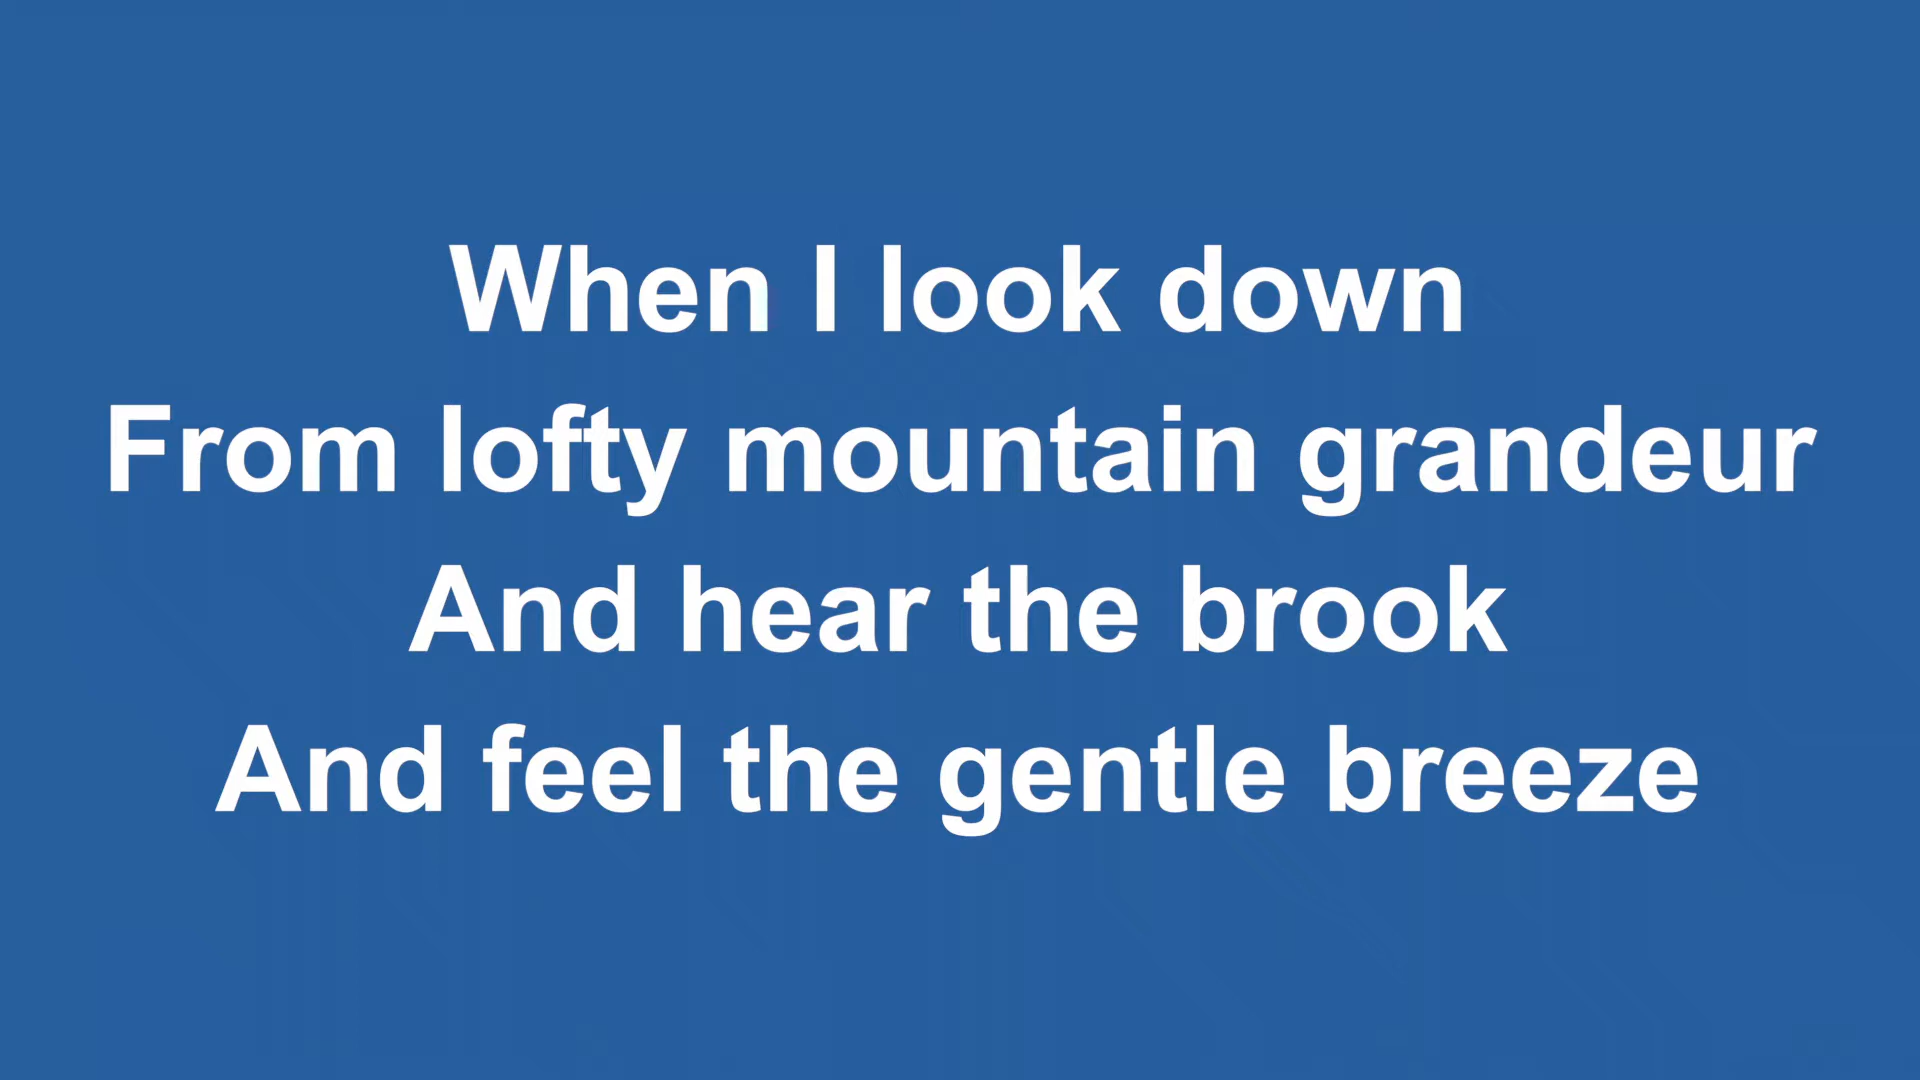 When I look down
From lofty mountain grandeur
And hear the brook
And feel the gentle breeze